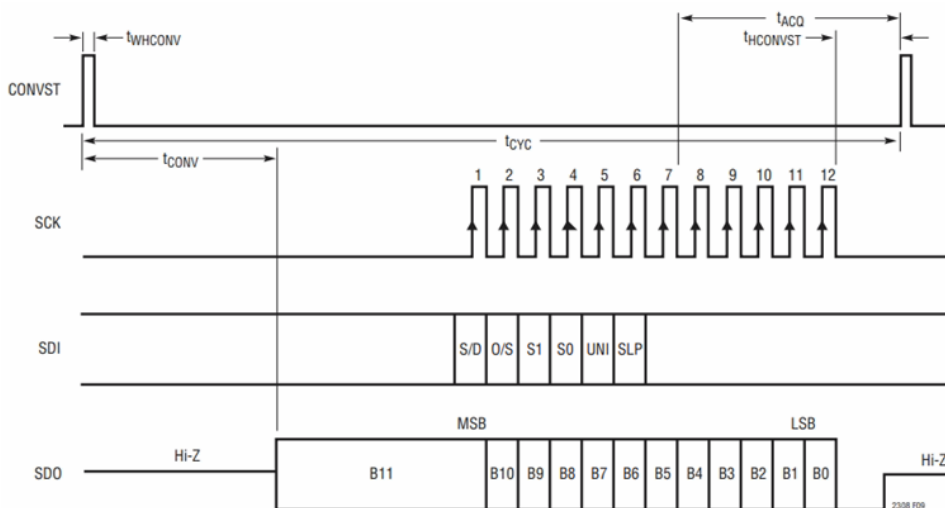 tACQ
tWHCONV
tHCONVST
CONVST
tCYC
tCONV
1 2 3 4 5 6 7 8 9 10 11 12
SCK
SDI S/D O/S S1 S0 UNI SLP
MSB LSB
Hi-Z Hi-Z
SDO B11 B10 B9 B8 B7 B6 B5 B4 B3 B2 B1 B0
2308 F09